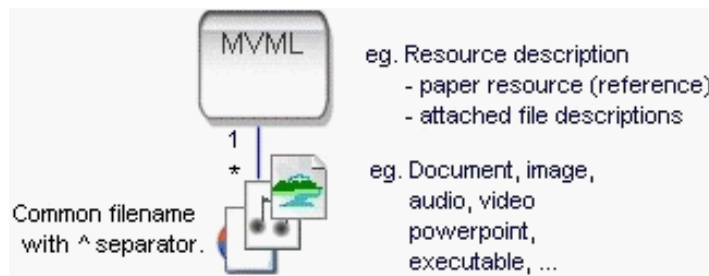 MVML
eg. Resource description
- paper resource (reference)
- attached file descriptions
1
*
eg. Document, image,
audio, video
powerpoint,
executable, ...
Common filename
with ^ separator.